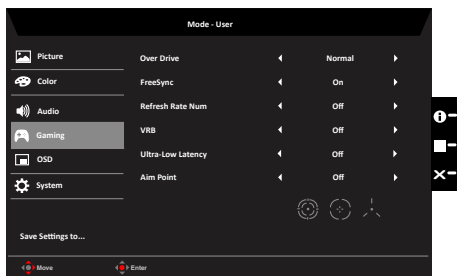 Mode - User
Picture
Color
Audio
Gaming
OSD
System
Save Settings to...
Over Drive Normal
FreeSync On
Refresh Rate Num Off
VRB Off
Ultra-Low Latency Off
Aim Point Off
Move Enter